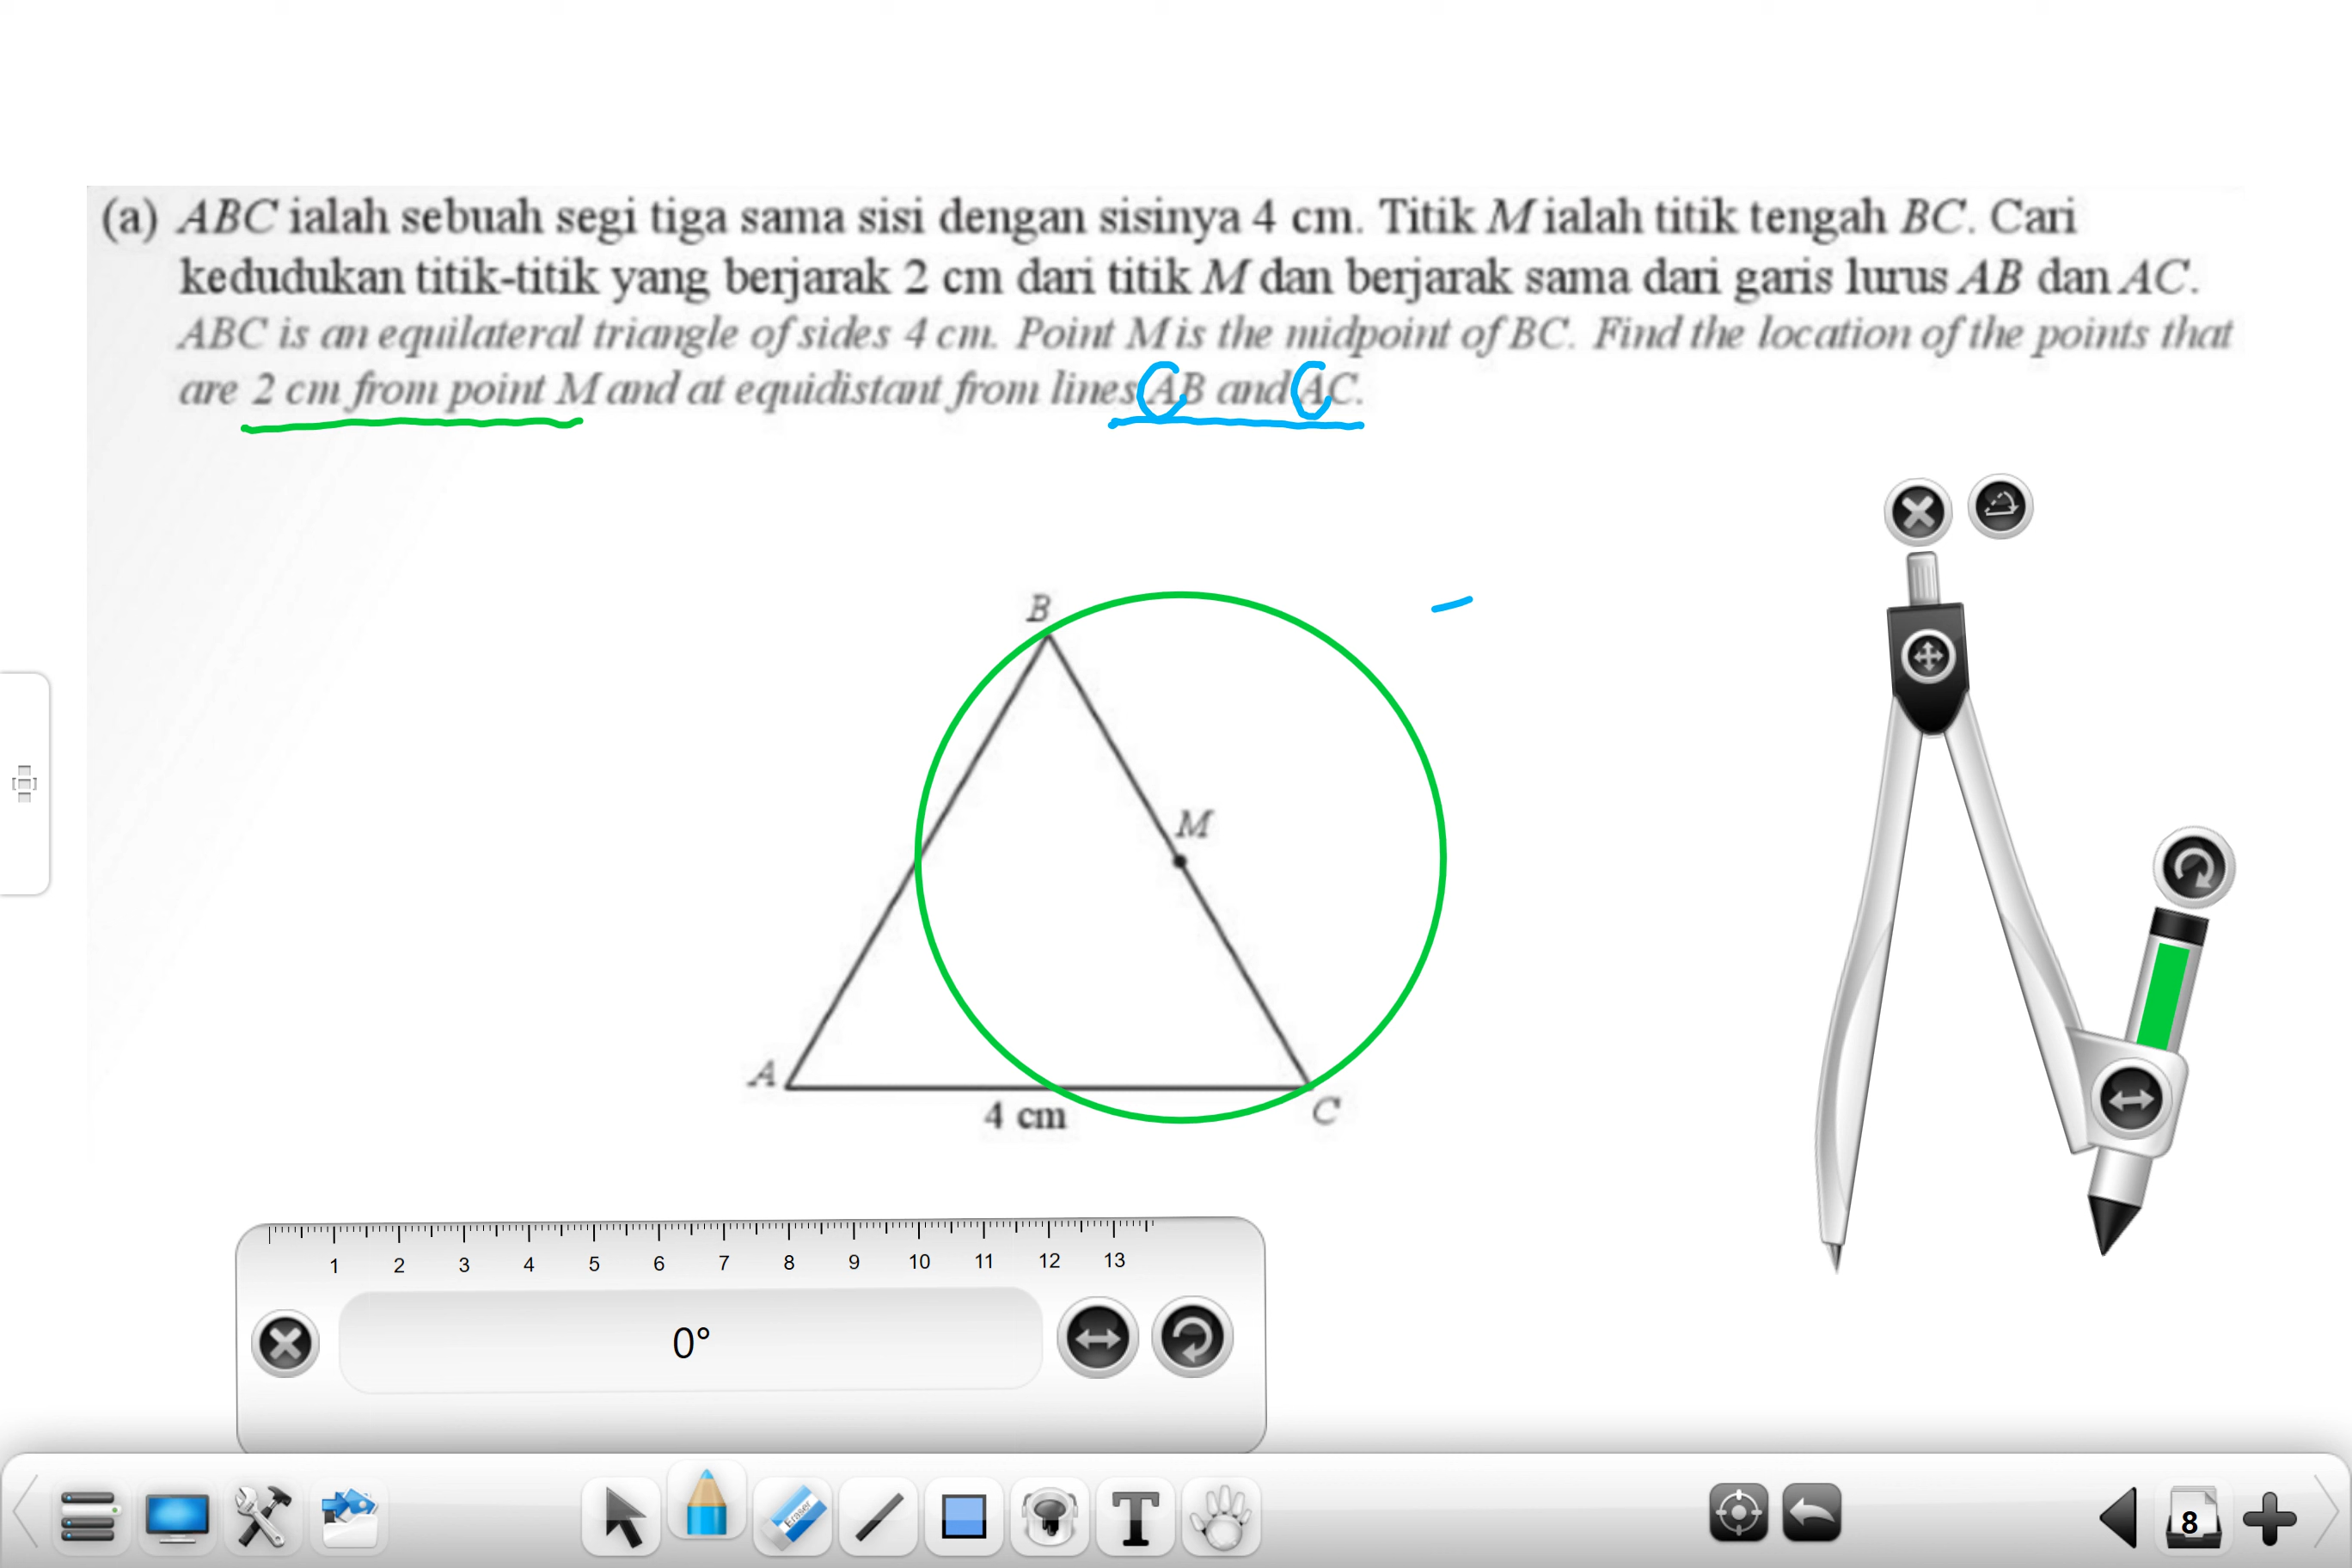 (a) ABC ialah sebuah segi tiga sama sisi dengan sisinya 4 cm. Titik M ialah titik tengah BC. Cari
kedudukan titik-titik yang berjarak 2 cm dari titik M dan berjarak sama dari garis lurus AB dan AC.
ABC is an equilateral triangle of sides 4 cm. Point M is the midpoint of BC. Find the location of the points that
are 2 cm from point M and at equidistant from lines AB and AC.
B
M
A
4 cm
C
1 2 3 4 5 6 7 8 9 10 11 12 13
0°
Eraser
T
8